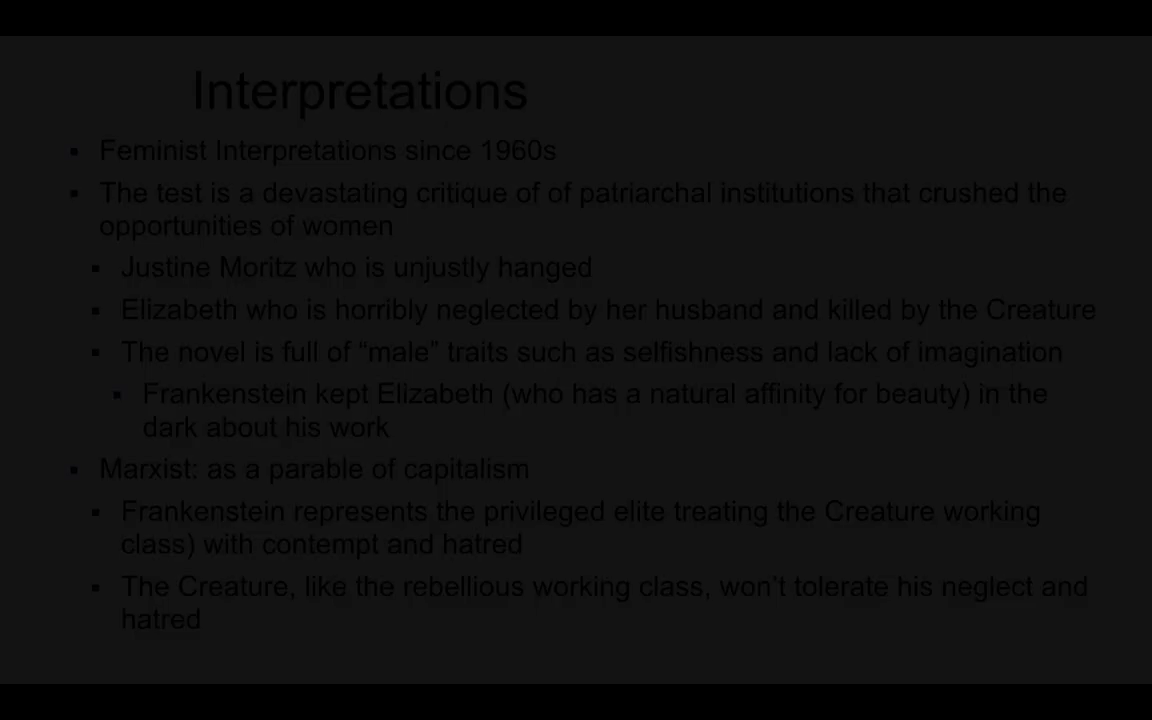 Interpretations
▪ Feminist Interpretations since 1960s
▪ The test is a devastating critique of of patriarchal institutions that crushed the
opportunities of women
▪ Justine Moritz who is unjustly hanged
▪ Elizabeth who is horribly neglected by her husband and killed by the Creature
▪ The novel is full of “male” traits such as selfishness and lack of imagination
▪ Frankenstein kept Elizabeth (who has a natural affinity for beauty) in the
dark about his work
▪ Marxist: as a parable of capitalism
▪ Frankenstein represents the privileged elite treating the Creature working
class) with contempt and hatred
▪ The Creature, like the rebellious working class, won’t tolerate his neglect and
hatred